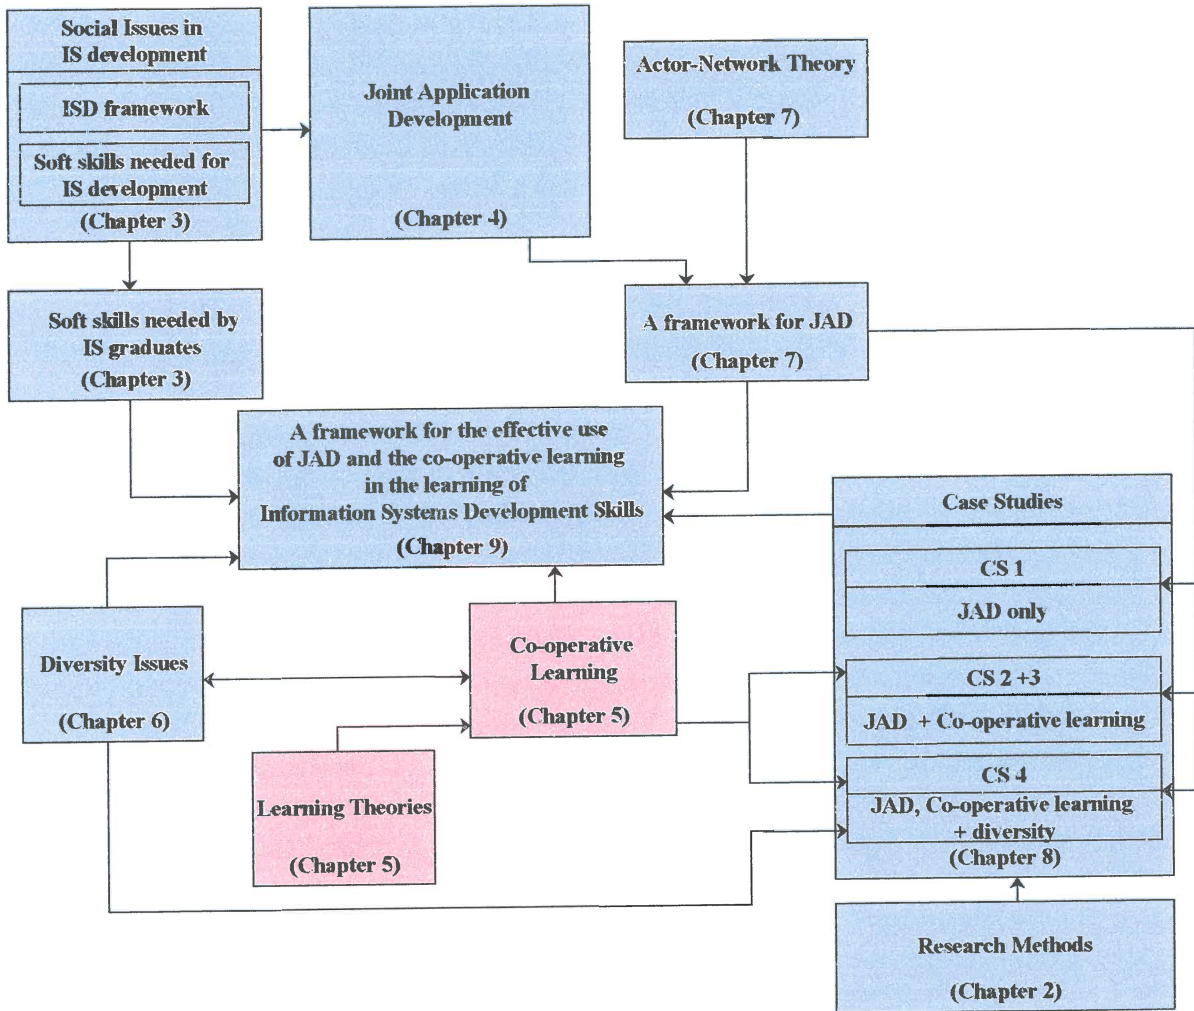 Social Issues in
IS development
ISD framework
Soft skills needed for
IS development
(Chapter 3)
Joint Application
Development
(Chapter 4)
Actor-Network Theory
(Chapter 7)
Soft skills needed by
IS graduates
(Chapter 3)
A framework for JAD
(Chapter 7)
A framework for the effective use
of JAD and the co-operative learning
in the learning of
Information Systems Development Skills
(Chapter 9)
Case Studies
CS 1
JAD only
CS 2 +3
JAD + Co-operative learning
CS 4
JAD, Co-operative learning
+ diversity
(Chapter 8)
Diversity Issues
(Chapter 6)
Co-operative
Learning
(Chapter 5)
Learning Theories
(Chapter 5)
Research Methods
(Chapter 2)